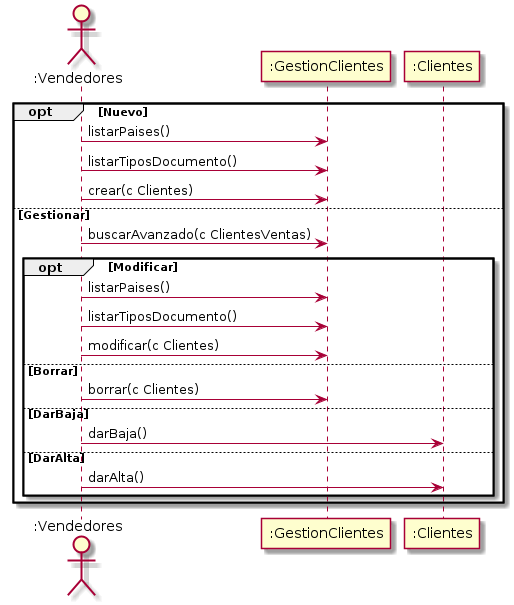 :Vendedores
:GestionClientes
:Clientes
opt
[Nuevo]
listarPaises()
listarTiposDocumento()
crear(c Clientes)
[Gestionar]
buscarAvanzado(c ClientesVentas)
opt
[Modificar]
listarPaises()
listarTiposDocumento()
modificar(c Clientes)
[Borrar]
borrar(c Clientes)
[DarBaja]
darBaja()
[DarAlta]
darAlta()
:Vendedores
:GestionClientes
:Clientes